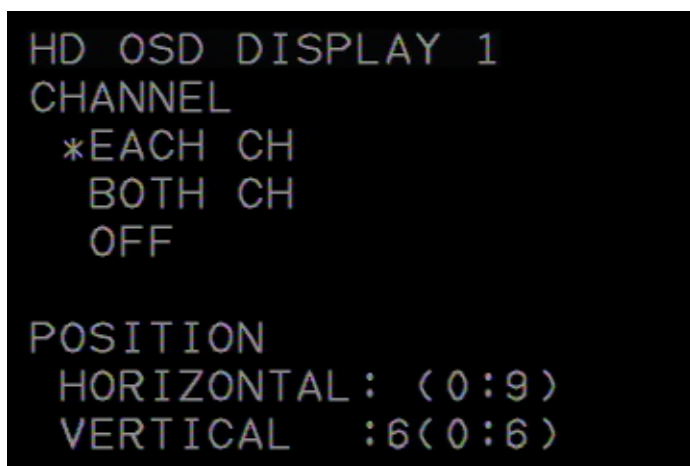 HD OSD DISPLAY 1
CHANNEL
*EACH CH
BOTH CH
OFF
POSITION
HORIZONTAL: (0:9)
VERTICAL :6(0:6)